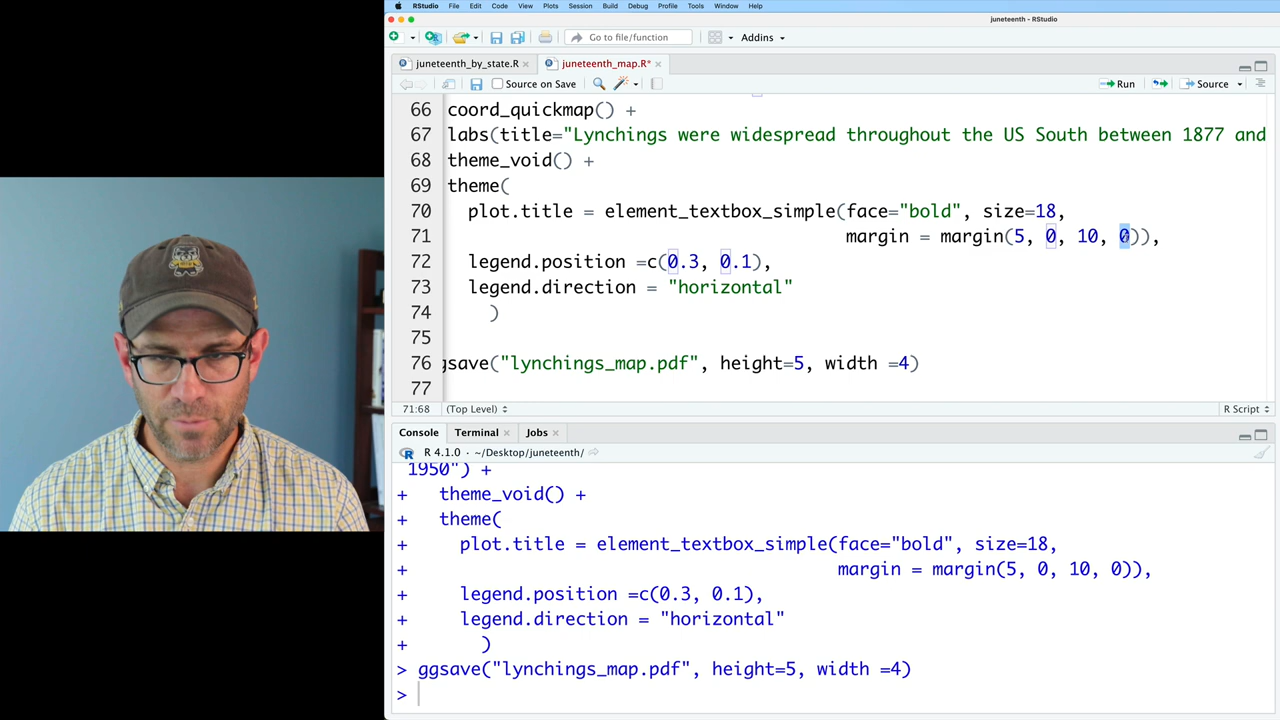 RStudio File Edit Code View Plots Session Build Debug Profile Tools Window Help
juneteenth - RStudio
Go to file/function Addins
juneteenth_by_state.R juneteenth_map.R*
Source on Save Run Source
66 coord_quickmap() +
67 labs(title="Lynchings were widespread throughout the US South between 1877 and
68 theme_void() +
69 theme(
70 plot.title = element_textbox_simple(face="bold", size=18,
71 margin = margin(5, 0, 10, 0)),
72 legend.position =c(0.3, 0.1),
73 legend.direction = "horizontal"
74 )
75
76 gsave("lynchings_map.pdf", height=5, width =4)
77
71:68 (Top Level) R Script
Console Terminal Jobs
R 4.1.0 · ~/Desktop/juneteenth/
1950") +
+ theme_void() +
+ theme(
+ plot.title = element_textbox_simple(face="bold", size=18,
+ margin = margin(5, 0, 10, 0)),
+ legend.position =c(0.3, 0.1),
+ legend.direction = "horizontal"
+ )
> ggsave("lynchings_map.pdf", height=5, width =4)
>